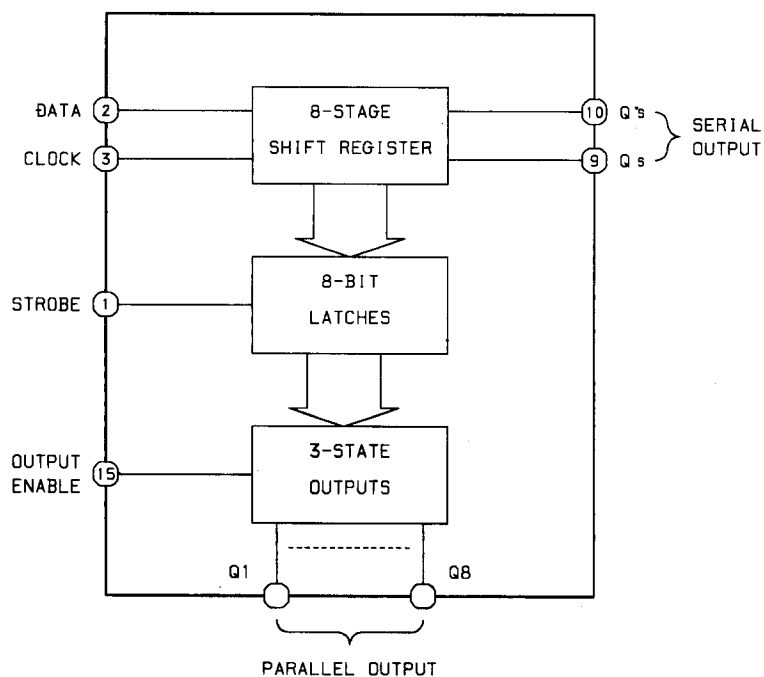 DATA
2
8-STAGE
SHIFT REGISTER
10
Q's
SERIAL
OUTPUT
CLOCK
3
9
Qs
8-BIT
LATCHES
STROBE
1
3-STATE
OUTPUTS
OUTPUT
ENABLE
15
Q1
Q8
PARALLEL OUTPUT